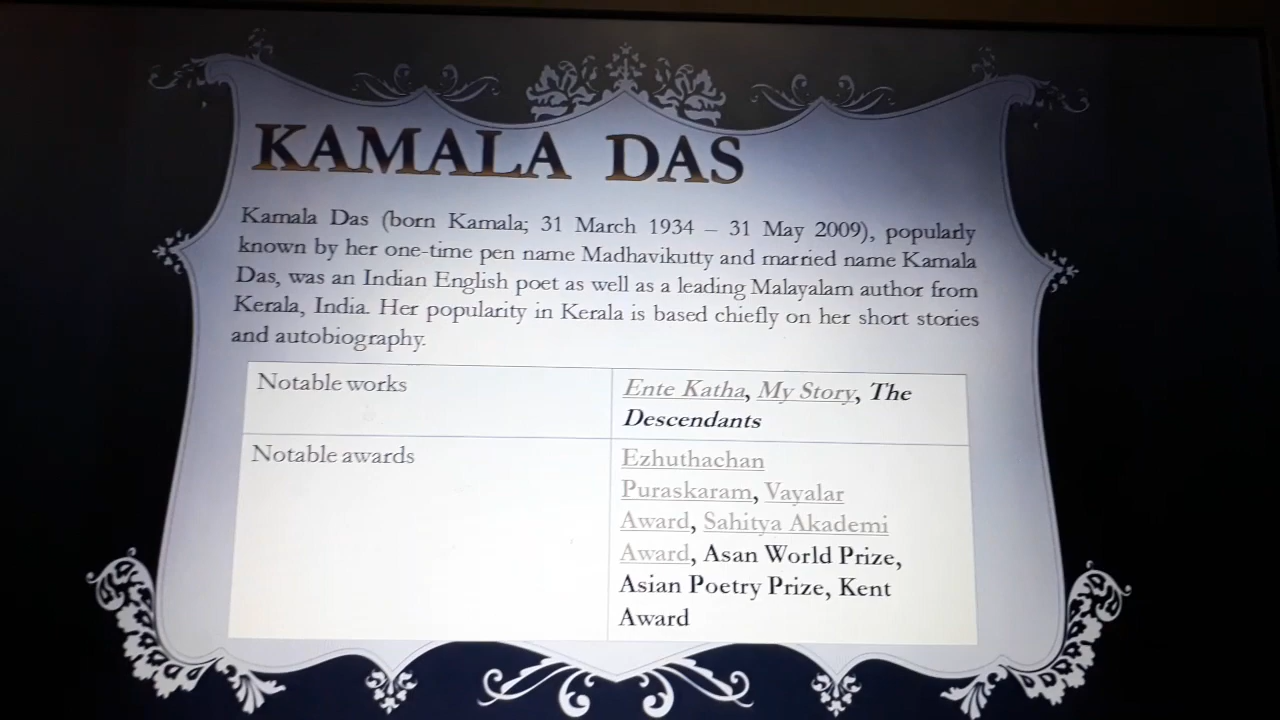 KAMALA DAS
Kamala Das (born Kamala; 31 March 1934 – 31 May 2009), popularly
known by her one-time pen name Madhavikutty and married name Kamala
Das, was an Indian English poet as well as a leading Malayalam author from
Kerala, India. Her popularity in Kerala is based chiefly on her short stories
and autobiography.
Notable works
Ente Katha, My Story, The
Descendants
Notable awards
Ezhuthachan
Puraskaram, Vayalar
Award, Sahitya Akademi
Award, Asan World Prize,
Asian Poetry Prize, Kent
Award